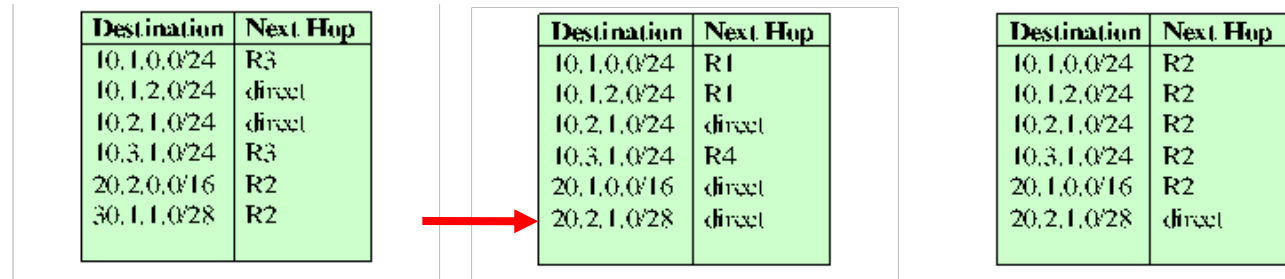 Destination Next Hop
10.1.0.0/24 R3
10.1.2.0/24 direct
10.2.1.0/24 direct
10.3.1.0/24 R3
20.2.0.0/16 R2
30.1.1.0/28 R2
Destination Next Hop
10.1.0.0/24 R1
10.1.2.0/24 R1
10.2.1.0/24 direct
10.3.1.0/24 R4
20.1.0.0/16 direct
20.2.1.0/28 direct
Destination Next Hop
10.1.0.0/24 R2
10.1.2.0/24 R2
10.2.1.0/24 R2
10.3.1.0/24 R2
20.1.0.0/16 R2
20.2.1.0/28 direct